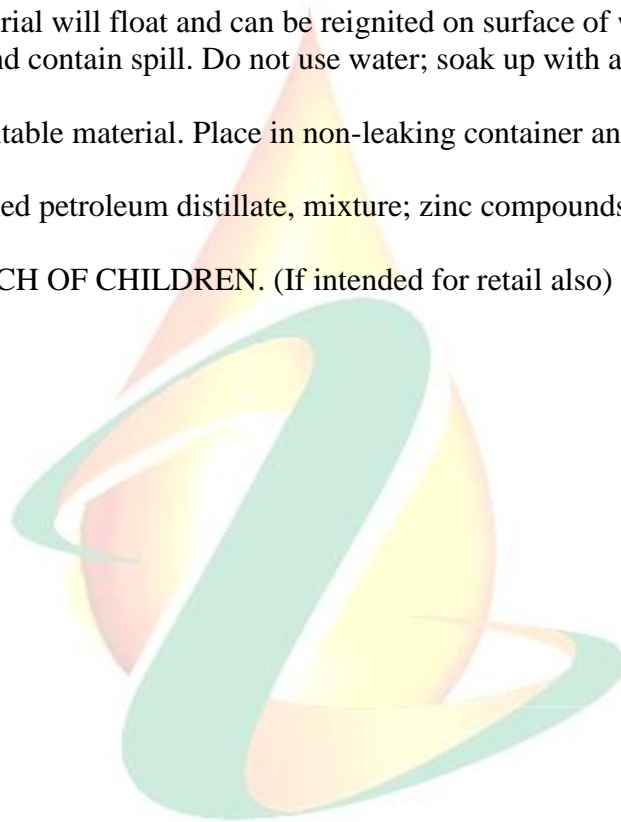 rial will float and can be reignited on surface of
nd contain spill. Do not use water; soak up with a
table material. Place in non-leaking container an
ed petroleum distillate, mixture; zinc compounds
CH OF CHILDREN. (If intended for retail also)